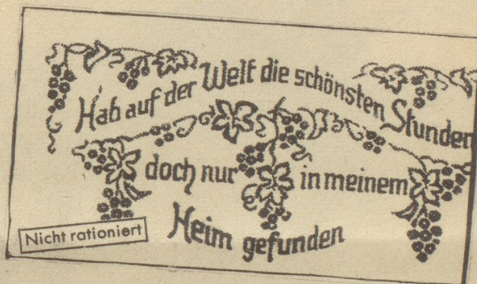 Hab auf der Welt die schönsten Stunden
doch nur in meinem
Heim gefunden
Nicht rationiert